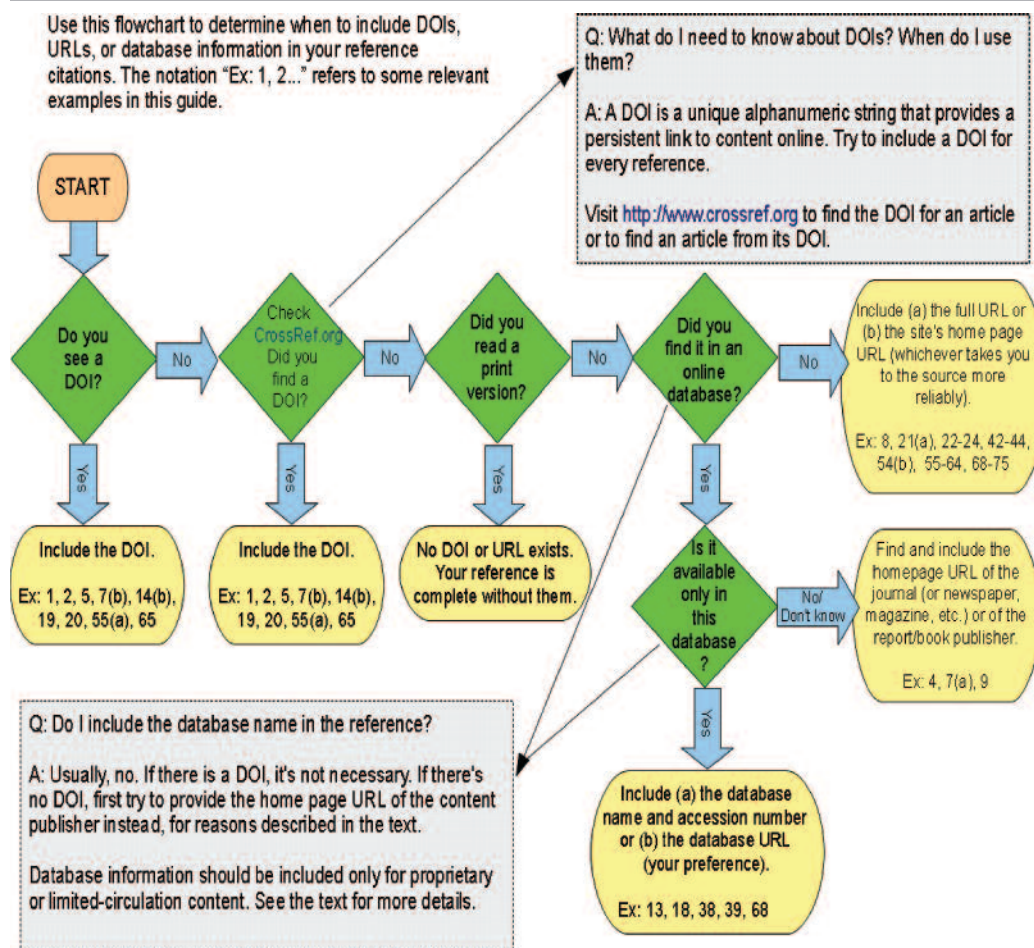 Use this flowchart to determine when to include DOIs,
URLs, or database information in your reference
citations. The notation “Ex: 1, 2...” refers to some relevant
examples in this guide.
Q: What do I need to know about DOIs? When do I use
them?
A: A DOI is a unique alphanumeric string that provides a
persistent link to content online. Try to include a DOI for
every reference.
Visit http://www.crossref.org to find the DOI for an article
or to find an article from its DOI.
START
Do you
see a
DOI?
No
Check
CrossRef.org
Did you
find a
DOI?
No
Did you
read a
print
version?
No
Did you
find it in an
online
database?
No
Include (a) the full URL or
(b) the site's home page
URL (whichever takes you
to the source more
reliably).
Ex: 8, 21(a), 22-24, 42-44,
54(b), 55-64, 68-75
Yes
Yes
Yes
Yes
Include the DOI.
Ex: 1, 2, 5, 7(b), 14(b),
19, 20, 55(a), 65
Include the DOI.
Ex: 1, 2, 5, 7(b), 14(b),
19, 20, 55(a), 65
No DOI or URL exists.
Your reference is
complete without them.
Is it
available
only in
this
database
?
No/
Don't know
Find and include the
homepage URL of the
journal (or newspaper,
magazine, etc.) or of the
report/book publisher.
Ex: 4, 7(a), 9
Yes
Q: Do I include the database name in the reference?
A: Usually, no. If there is a DOI, it's not necessary. If there's
no DOI, first try to provide the home page URL of the content
publisher instead, for reasons described in the text.
Database information should be included only for proprietary
or limited-circulation content. See the text for more details.
Include (a) the database
name and accession number
or (b) the database URL
(your preference).
Ex: 13, 18, 38, 39, 68